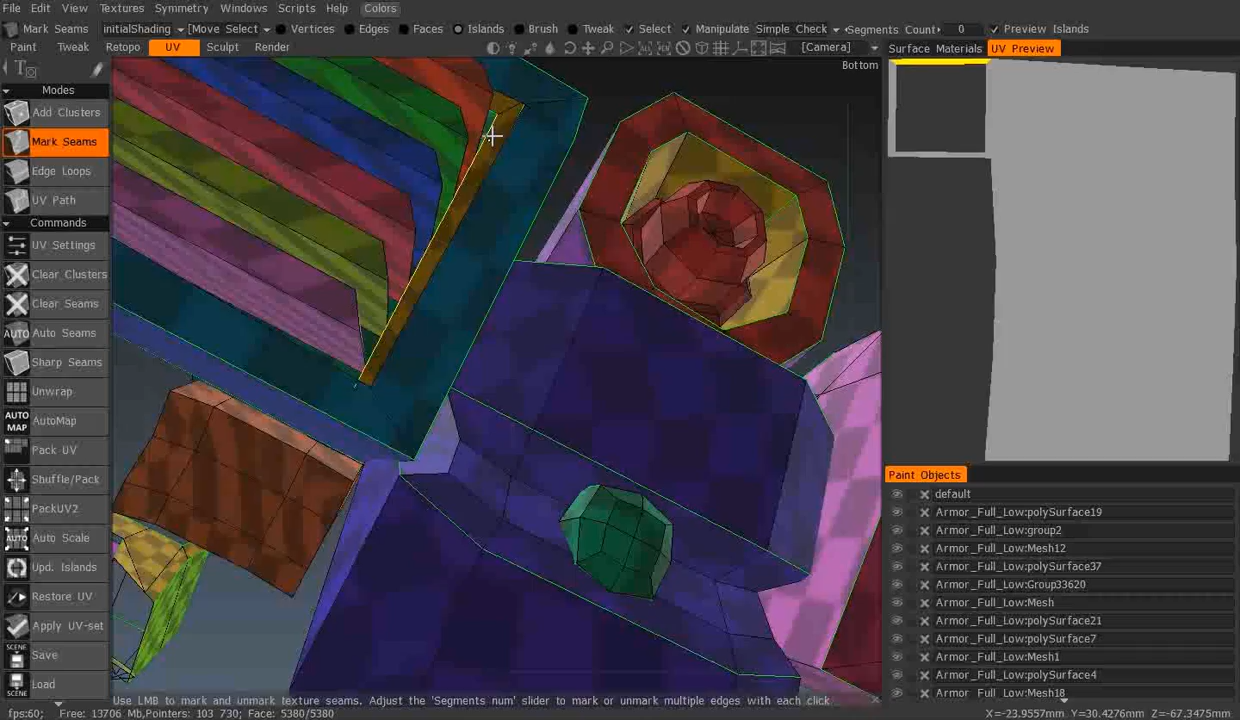 File Edit View Textures Symmetry Windows Scripts Help Colors
Mark Seams initialShading [Move Select] Vertices Edges Faces Islands Brush Tweak Select Manipulate Simple Check Segments Count 0 Preview Islands
Paint Tweak Retopo UV Sculpt Render [Camera] Surface Materials UV Preview
Bottom
Modes
Add Clusters
Mark Seams
Edge Loops
UV Path
Commands
UV Settings
Clear Clusters
Clear Seams
AUTO Auto Seams
Sharp Seams
Unwrap
AUTO MAP AutoMap
Pack UV
Shuffle/Pack
PackUV2
AUTO Auto Scale
Upd. Islands
Restore UV
Apply UV-set
SCENE Save
SCENE Load
Paint Objects
default
Armor_Full_Low:polySurface19
Armor_Full_Low:group2
Armor_Full_Low:Mesh12
Armor_Full_Low:polySurface37
Armor_Full_Low:Group33620
Armor_Full_Low:Mesh
Armor_Full_Low:polySurface21
Armor_Full_Low:polySurface7
Armor_Full_Low:Mesh1
Armor_Full_Low:polySurface4
Armor_Full_Low:Mesh18
Use LMB to mark and unmark texture seams. Adjust the 'Segments num' slider to mark or unmark multiple edges with each click
fps:60; Free: 13706 Mb,Pointers: 103 730; Face: 5380/5380 X=-23.9557mm Y=30.4276mm Z=-67.3475mm